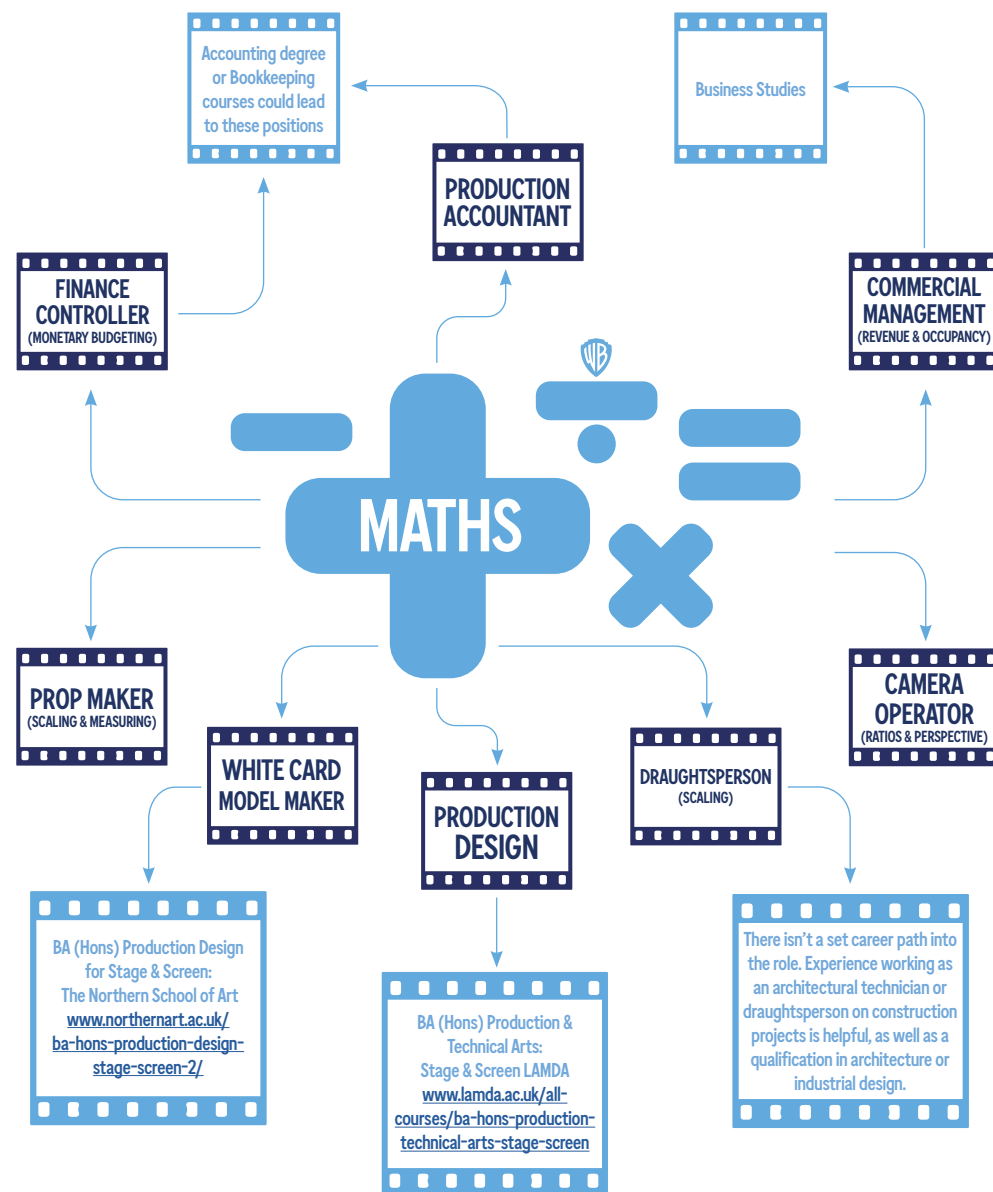 Accounting degree
or Bookkeeping
courses could lead
to these positions
Business Studies
PRODUCTION
ACCOUNTANT
FINANCE
CONTROLLER
(MONETARY BUDGETING)
COMMERCIAL
MANAGEMENT
(REVENUE & OCCUPANCY)
WB
MATHS
PROP MAKER
(SCALING & MEASURING)
WHITE CARD
MODEL MAKER
PRODUCTION
DESIGN
DRAUGHTSPERSON
(SCALING)
CAMERA
OPERATOR
(RATIOS & PERSPECTIVE)
BA (Hons) Production Design
for Stage & Screen:
The Northern School of Art
www.northernart.ac.uk/
ba-hons-production-design-
stage-screen-2/
BA (Hons) Production &
Technical Arts:
Stage & Screen LAMDA
www.lamda.ac.uk/all-
courses/ba-hons-production-
technical-arts-stage-screen
There isn't a set career path into
the role. Experience working as
an architectural technician or
draughtsperson on construction
projects is helpful, as well as a
qualification in architecture or
industrial design.